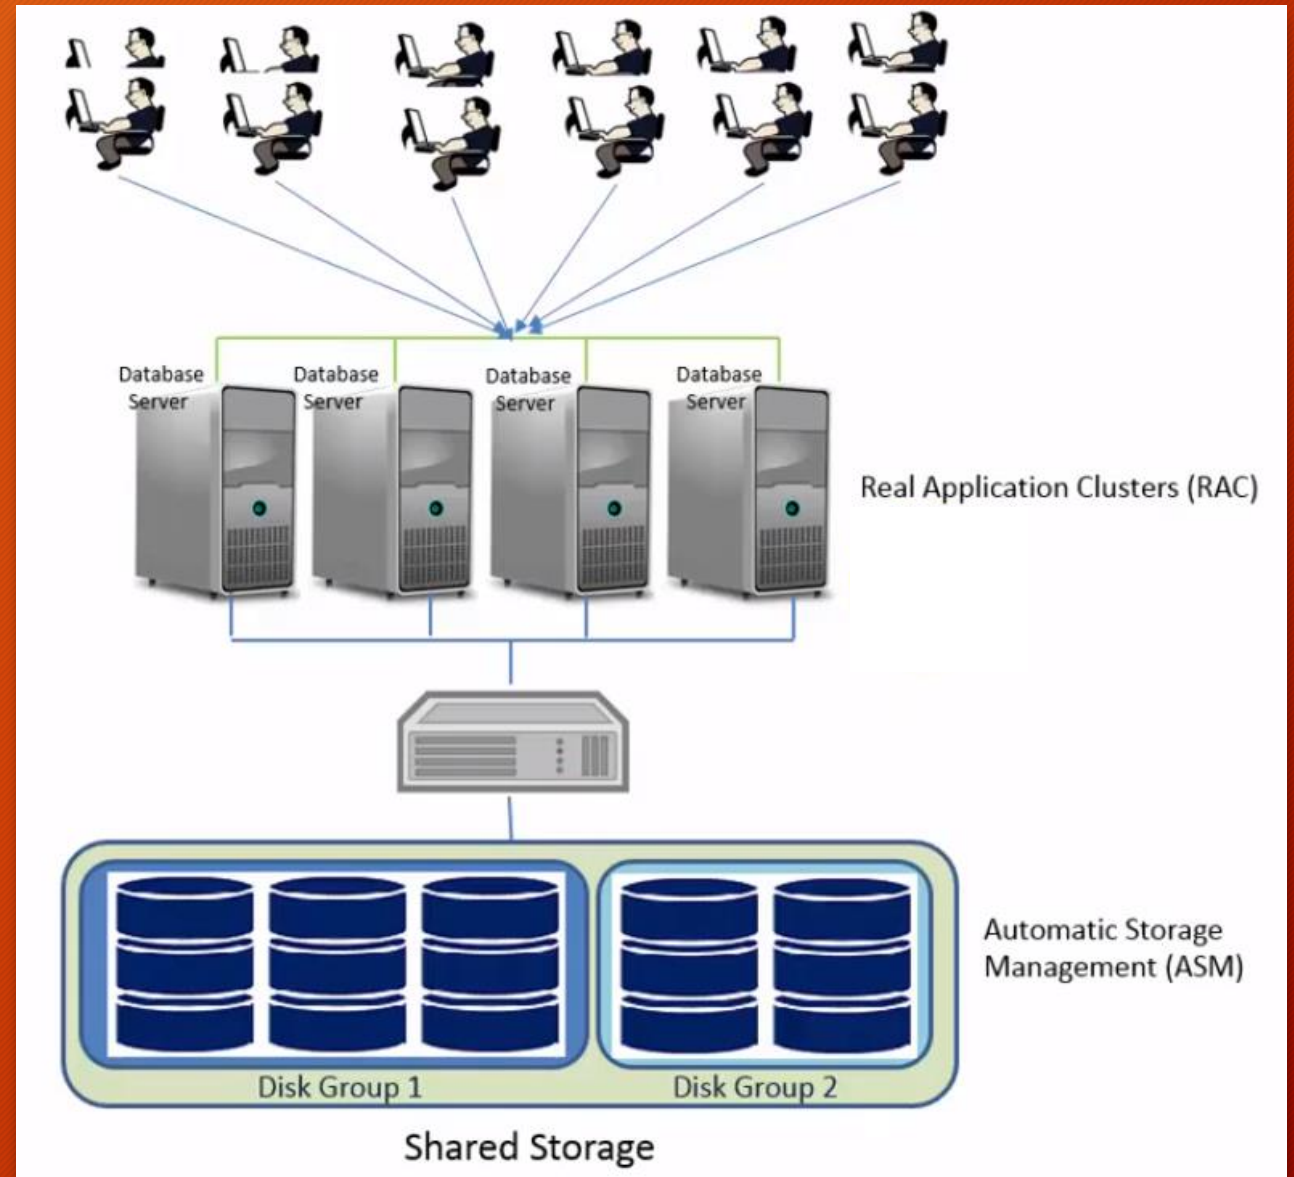 Database
Server
Database
Server
Database
Server
Database
Server
Real Application Clusters (RAC)
Automatic Storage
Management (ASM)
Disk Group 1
Disk Group 2
Shared Storage